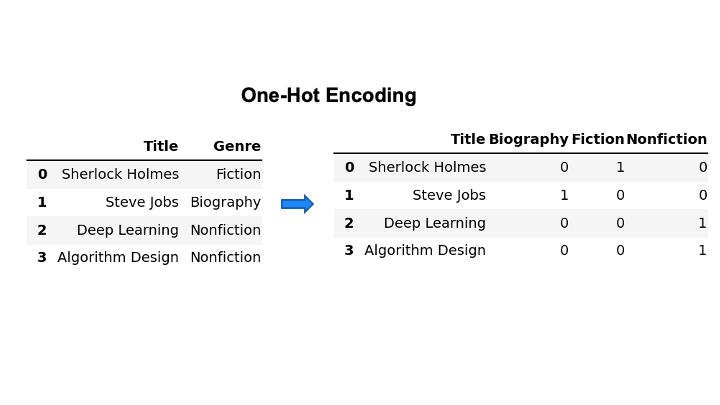 One-Hot Encoding
Title Genre
0 Sherlock Holmes Fiction
1 Steve Jobs Biography
2 Deep Learning Nonfiction
3 Algorithm Design Nonfiction
Title Biography Fiction Nonfiction
0 Sherlock Holmes 0 1 0
1 Steve Jobs 1 0 0
2 Deep Learning 0 0 1
3 Algorithm Design 0 0 1